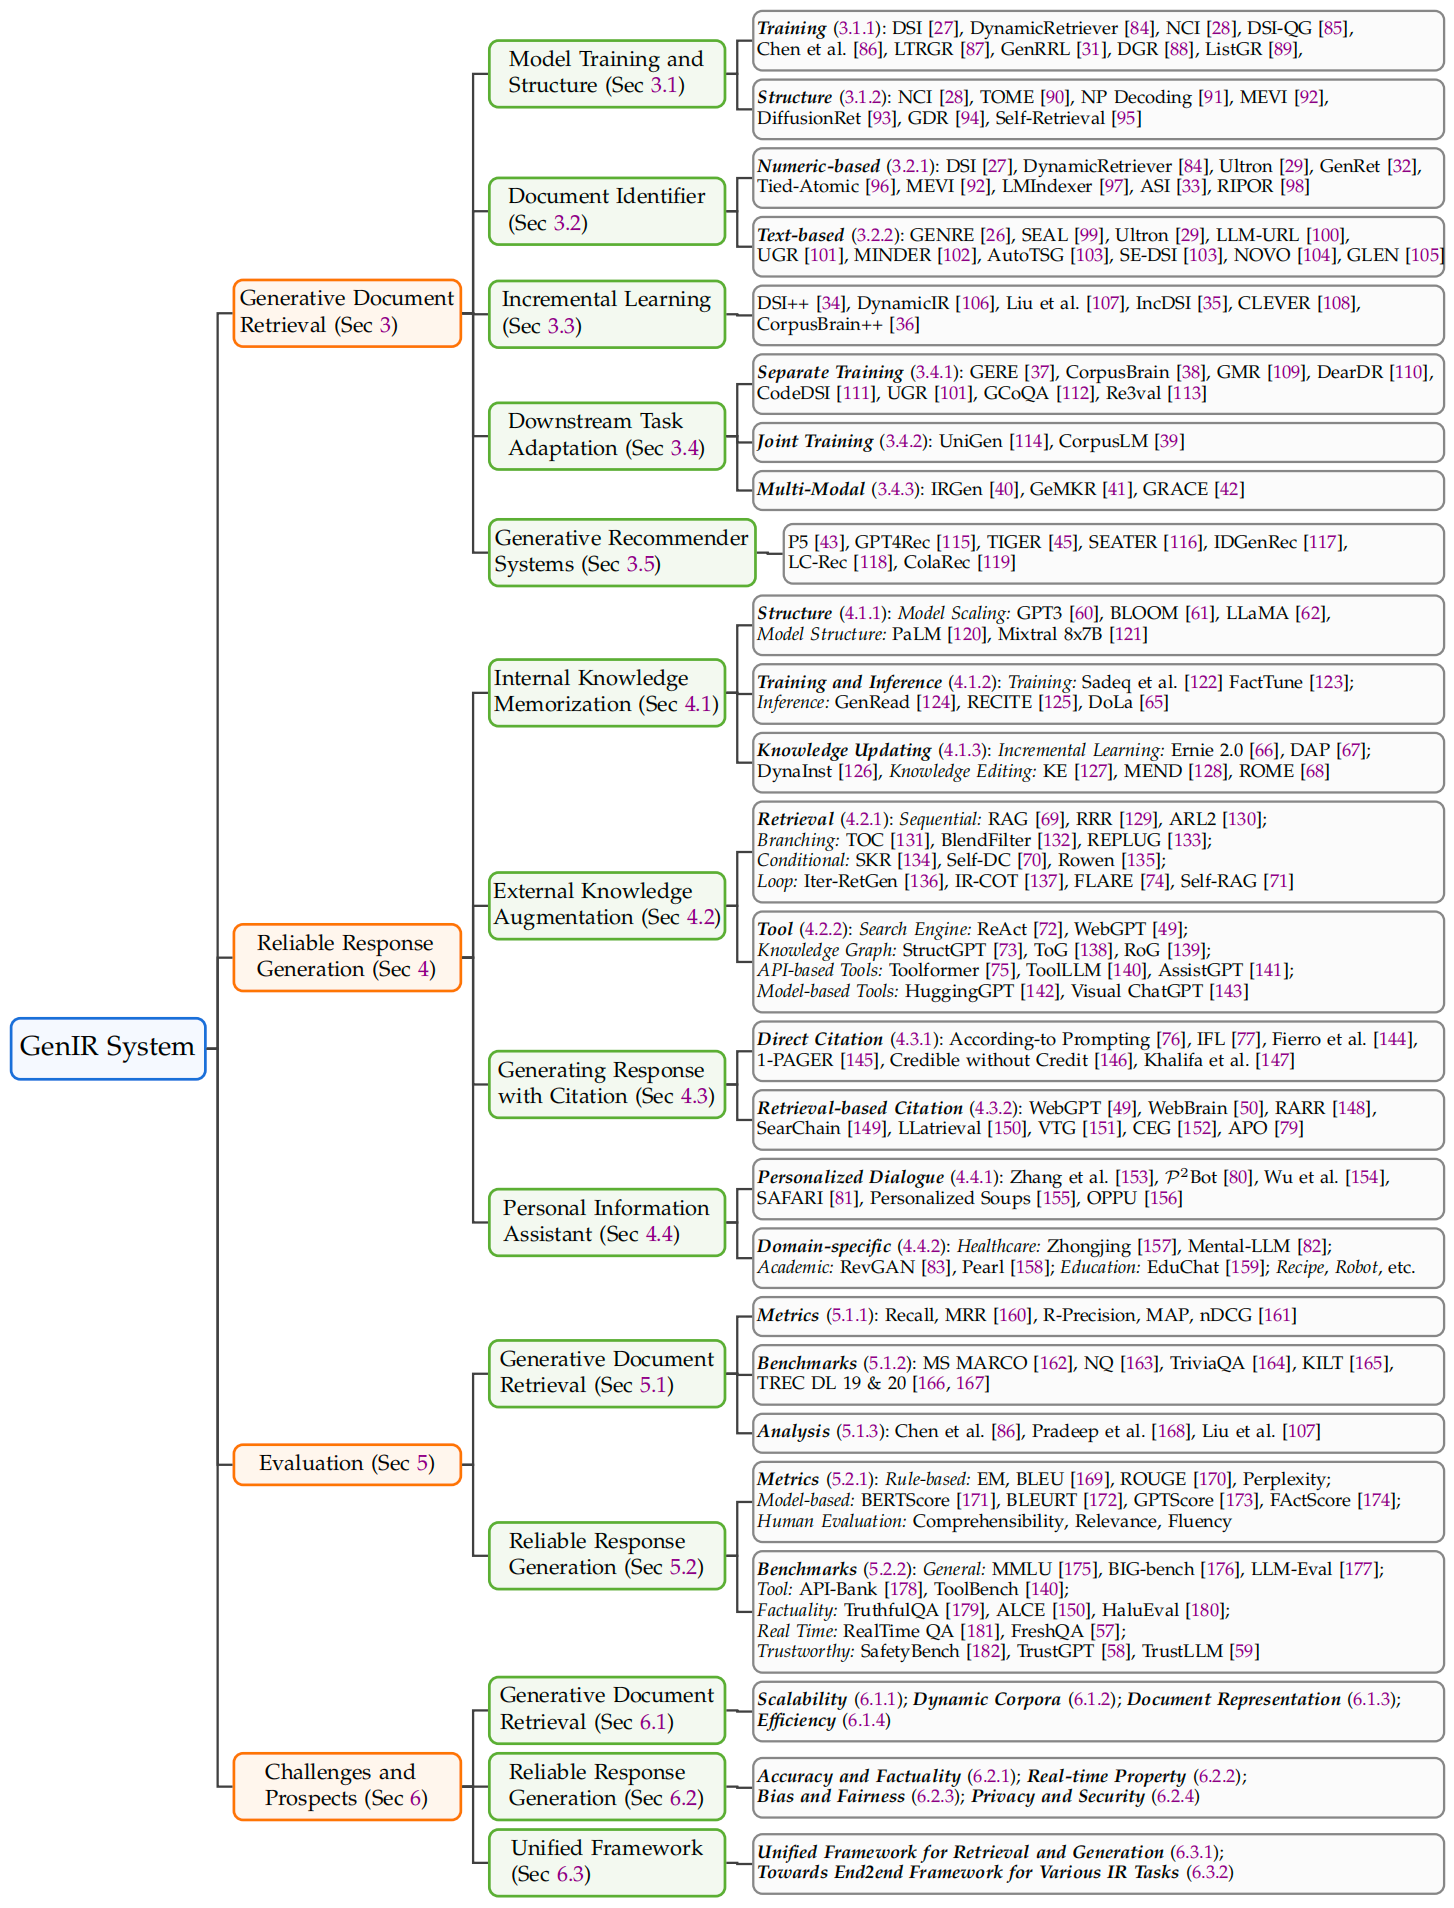 GenIR System
Generative Document
Retrieval (Sec 3)
Model Training and
Structure (Sec 3.1)
Training (3.1.1): DSI [27], DynamicRetriever [84], NCI [28], DSI-QG [85],
Chen et al. [86], LTRGR [87], GenRRL [31], DGR [88], ListGR [89],
Structure (3.1.2): NCI [28], TOME [90], NP Decoding [91], MEVI [92],
DiffusionRet [93], GDR [94], Self-Retrieval [95]
Document Identifier
(Sec 3.2)
Numeric-based (3.2.1): DSI [27], DynamicRetriever [84], Ultron [29], GenRet [32],
Tied-Atomic [96], MEVI [92], LMIndexer [97], ASI [33], RIPOR [98]
Text-based (3.2.2): GENRE [26], SEAL [99], Ultron [29], LLM-URL [100],
UGR [101], MINDER [102], AutoTSG [103], SE-DSI [103], NOVO [104], GLEN [105]
Incremental Learning
(Sec 3.3)
DSI++ [34], DynamicIR [106], Liu et al. [107], IncDSI [35], CLEVER [108],
CorpusBrain++ [36]
Downstream Task
Adaptation (Sec 3.4)
Separate Training (3.4.1): GERE [37], CorpusBrain [38], GMR [109], DearDR [110],
CodeDSI [111], UGR [101], GCoQA [112], Re3val [113]
Joint Training (3.4.2): UniGen [114], CorpusLM [39]
Multi-Modal (3.4.3): IRGen [40], GeMKR [41], GRACE [42]
Generative Recommender
Systems (Sec 3.5)
P5 [43], GPT4Rec [115], TIGER [45], SEATER [116], IDGenRec [117],
LC-Rec [118], ColaRec [119]
Reliable Response
Generation (Sec 4)
Internal Knowledge
Memorization (Sec 4.1)
Structure (4.1.1): Model Scaling: GPT3 [60], BLOOM [61], LLaMA [62],
Model Structure: PaLM [120], Mixtral 8x7B [121]
Training and Inference (4.1.2): Training: Sadeq et al. [122] FactTune [123];
Inference: GenRead [124], RECITE [125], DoLa [65]
Knowledge Updating (4.1.3): Incremental Learning: Ernie 2.0 [66], DAP [67];
DynaInst [126], Knowledge Editing: KE [127], MEND [128], ROME [68]
External Knowledge
Augmentation (Sec 4.2)
Retrieval (4.2.1): Sequential: RAG [69], RRR [129], ARL2 [130];
Branching: TOC [131], BlendFilter [132], REPLUG [133];
Conditional: SKR [134], Self-DC [70], Rowen [135];
Loop: Iter-RetGen [136], IR-COT [137], FLARE [74], Self-RAG [71]
Tool (4.2.2): Search Engine: ReAct [72], WebGPT [49];
Knowledge Graph: StructGPT [73], ToG [138], RoG [139];
API-based Tools: Toolformer [75], ToolLLM [140], AssistGPT [141];
Model-based Tools: HuggingGPT [142], Visual ChatGPT [143]
Generating Response
with Citation (Sec 4.3)
Direct Citation (4.3.1): According-to Prompting [76], IFL [77], Fierro et al. [144],
1-PAGER [145], Credible without Credit [146], Khalifa et al. [147]
Retrieval-based Citation (4.3.2): WebGPT [49], WebBrain [50], RARR [148],
SearChain [149], LLatrieval [150], VTG [151], CEG [152], APO [79]
Personal Information
Assistant (Sec 4.4)
Personalized Dialogue (4.4.1): Zhang et al. [153], 𝒫²Bot [80], Wu et al. [154],
SAFARI [81], Personalized Soups [155], OPPU [156]
Domain-specific (4.4.2): Healthcare: Zhongjing [157], Mental-LLM [82];
Academic: RevGAN [83], Pearl [158]; Education: EduChat [159]; Recipe, Robot, etc.
Evaluation (Sec 5)
Generative Document
Retrieval (Sec 5.1)
Metrics (5.1.1): Recall, MRR [160], R-Precision, MAP, nDCG [161]
Benchmarks (5.1.2): MS MARCO [162], NQ [163], TriviaQA [164], KILT [165],
TREC DL 19 & 20 [166, 167]
Analysis (5.1.3): Chen et al. [86], Pradeep et al. [168], Liu et al. [107]
Reliable Response
Generation (Sec 5.2)
Metrics (5.2.1): Rule-based: EM, BLEU [169], ROUGE [170], Perplexity;
Model-based: BERTScore [171], BLEURT [172], GPTScore [173], FActScore [174];
Human Evaluation: Comprehensibility, Relevance, Fluency
Benchmarks (5.2.2): General: MMLU [175], BIG-bench [176], LLM-Eval [177];
Tool: API-Bank [178], ToolBench [140];
Factuality: TruthfulQA [179], ALCE [150], HaluEval [180];
Real Time: RealTime QA [181], FreshQA [57];
Trustworthy: SafetyBench [182], TrustGPT [58], TrustLLM [59]
Challenges and
Prospects (Sec 6)
Generative Document
Retrieval (Sec 6.1)
Scalability (6.1.1); Dynamic Corpora (6.1.2); Document Representation (6.1.3);
Efficiency (6.1.4)
Reliable Response
Generation (Sec 6.2)
Accuracy and Factuality (6.2.1); Real-time Property (6.2.2);
Bias and Fairness (6.2.3); Privacy and Security (6.2.4)
Unified Framework
(Sec 6.3)
Unified Framework for Retrieval and Generation (6.3.1);
Towards End2end Framework for Various IR Tasks (6.3.2)